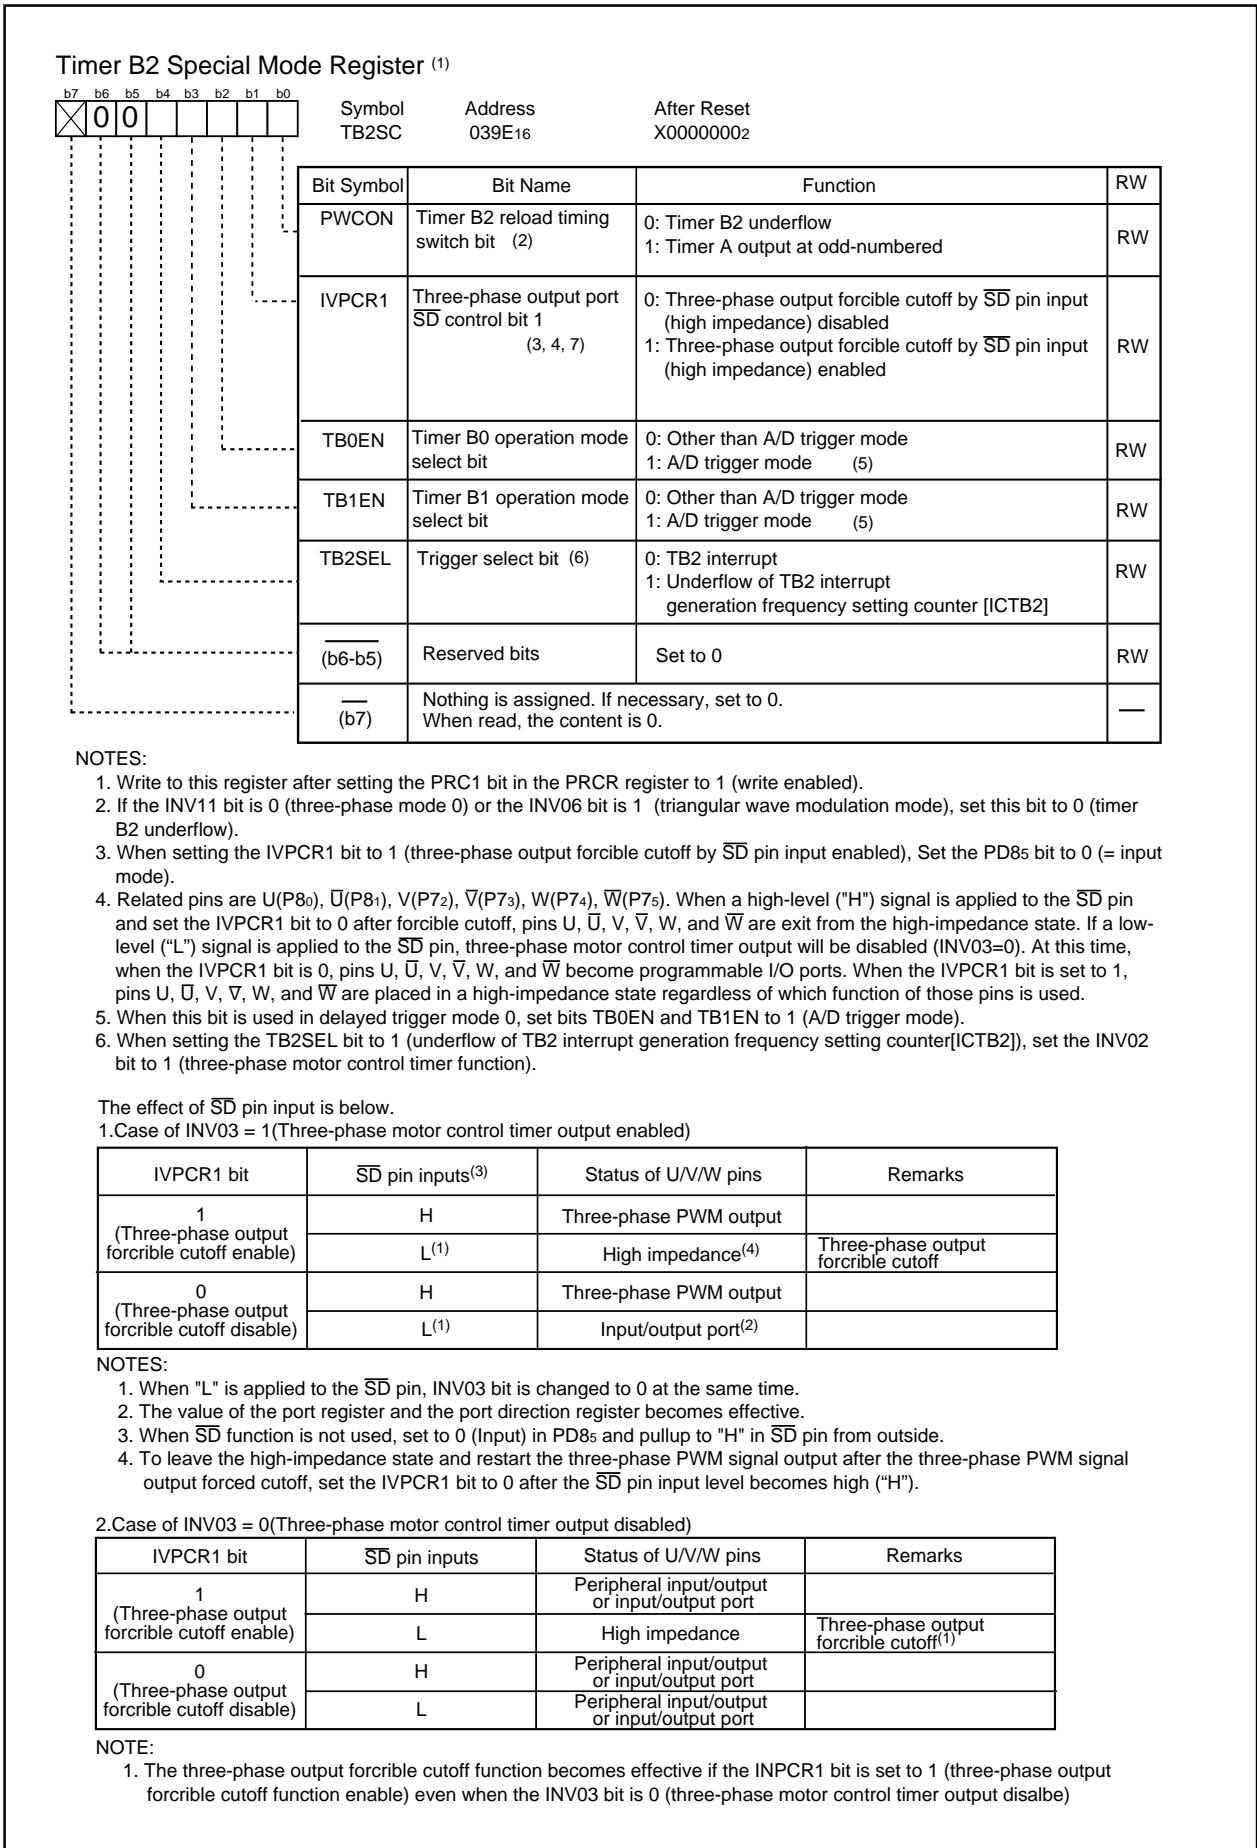 Timer B2 Special Mode Register (1)
b7 b6 b5 b4 b3 b2 b1 b0
0 0
Symbol Address After Reset
TB2SC 039E16 X00000002
Bit Symbol Bit Name Function RW
PWCON Timer B2 reload timing switch bit (2) 0: Timer B2 underflow
1: Timer A output at odd-numbered RW
IVPCR1 Three-phase output port S̅D̅ control bit 1 (3, 4, 7) 0: Three-phase output forcible cutoff by S̅D̅ pin input
(high impedance) disabled
1: Three-phase output forcible cutoff by S̅D̅ pin input
(high impedance) enabled RW
TB0EN Timer B0 operation mode select bit 0: Other than A/D trigger mode
1: A/D trigger mode (5) RW
TB1EN Timer B1 operation mode select bit 0: Other than A/D trigger mode
1: A/D trigger mode (5) RW
TB2SEL Trigger select bit (6) 0: TB2 interrupt
1: Underflow of TB2 interrupt
generation frequency setting counter [ICTB2] RW
(b6-b5) Reserved bits Set to 0 RW
(b7) Nothing is assigned. If necessary, set to 0.
When read, the content is 0. —
NOTES:
1. Write to this register after setting the PRC1 bit in the PRCR register to 1 (write enabled).
2. If the INV11 bit is 0 (three-phase mode 0) or the INV06 bit is 1 (triangular wave modulation mode), set this bit to 0 (timer
B2 underflow).
3. When setting the IVPCR1 bit to 1 (three-phase output forcible cutoff by S̅D̅ pin input enabled), Set the PD85 bit to 0 (= input
mode).
4. Related pins are U(P80), U̅(P81), V(P72), V̅(P73), W(P74), W̅(P75). When a high-level ("H") signal is applied to the S̅D̅ pin
and set the IVPCR1 bit to 0 after forcible cutoff, pins U, U̅, V, V̅, W, and W̅ are exit from the high-impedance state. If a low-
level (“L”) signal is applied to the S̅D̅ pin, three-phase motor control timer output will be disabled (INV03=0). At this time,
when the IVPCR1 bit is 0, pins U, U̅, V, V̅, W, and W̅ become programmable I/O ports. When the IVPCR1 bit is set to 1,
pins U, U̅, V, V̅, W, and W̅ are placed in a high-impedance state regardless of which function of those pins is used.
5. When this bit is used in delayed trigger mode 0, set bits TB0EN and TB1EN to 1 (A/D trigger mode).
6. When setting the TB2SEL bit to 1 (underflow of TB2 interrupt generation frequency setting counter[ICTB2]), set the INV02
bit to 1 (three-phase motor control timer function).
The effect of S̅D̅ pin input is below.
1.Case of INV03 = 1(Three-phase motor control timer output enabled)
IVPCR1 bit S̅D̅ pin inputs(3) Status of U/V/W pins Remarks
1
(Three-phase output
forcrible cutoff enable) H Three-phase PWM output
L(1) High impedance(4) Three-phase output
forcrible cutoff
0
(Three-phase output
forcrible cutoff disable) H Three-phase PWM output
L(1) Input/output port(2)
NOTES:
1. When "L" is applied to the S̅D̅ pin, INV03 bit is changed to 0 at the same time.
2. The value of the port register and the port direction register becomes effective.
3. When S̅D̅ function is not used, set to 0 (Input) in PD85 and pullup to "H" in S̅D̅ pin from outside.
4. To leave the high-impedance state and restart the three-phase PWM signal output after the three-phase PWM signal
output forced cutoff, set the IVPCR1 bit to 0 after the S̅D̅ pin input level becomes high (“H”).
2.Case of INV03 = 0(Three-phase motor control timer output disabled)
IVPCR1 bit S̅D̅ pin inputs Status of U/V/W pins Remarks
1
(Three-phase output
forcrible cutoff enable) H Peripheral input/output
or input/output port
L High impedance Three-phase output
forcrible cutoff(1)
0
(Three-phase output
forcrible cutoff disable) H Peripheral input/output
or input/output port
L Peripheral input/output
or input/output port
NOTE:
1. The three-phase output forcrible cutoff function becomes effective if the INPCR1 bit is set to 1 (three-phase output
forcrible cutoff function enable) even when the INV03 bit is 0 (three-phase motor control timer output disalbe)